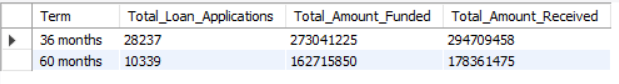 Term Total_Loan_Applications Total_Amount_Funded Total_Amount_Received
36 months 28237 273041225 294709458
60 months 10339 162715850 178361475